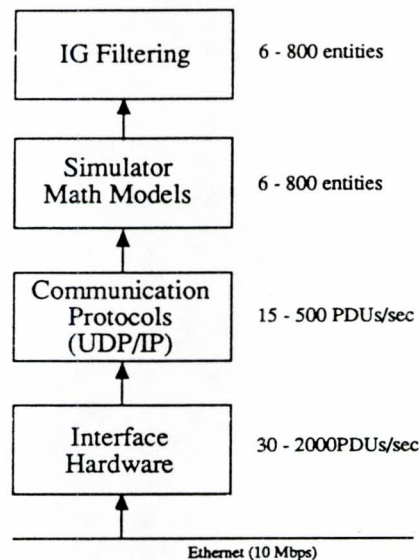 IG Filtering
6 - 800 entities
Simulator
Math Models
6 - 800 entities
Communication
Protocols
(UDP/IP)
15 - 500 PDUs/sec
Interface
Hardware
30 - 2000PDUs/sec
Ethernet (10 Mbps)